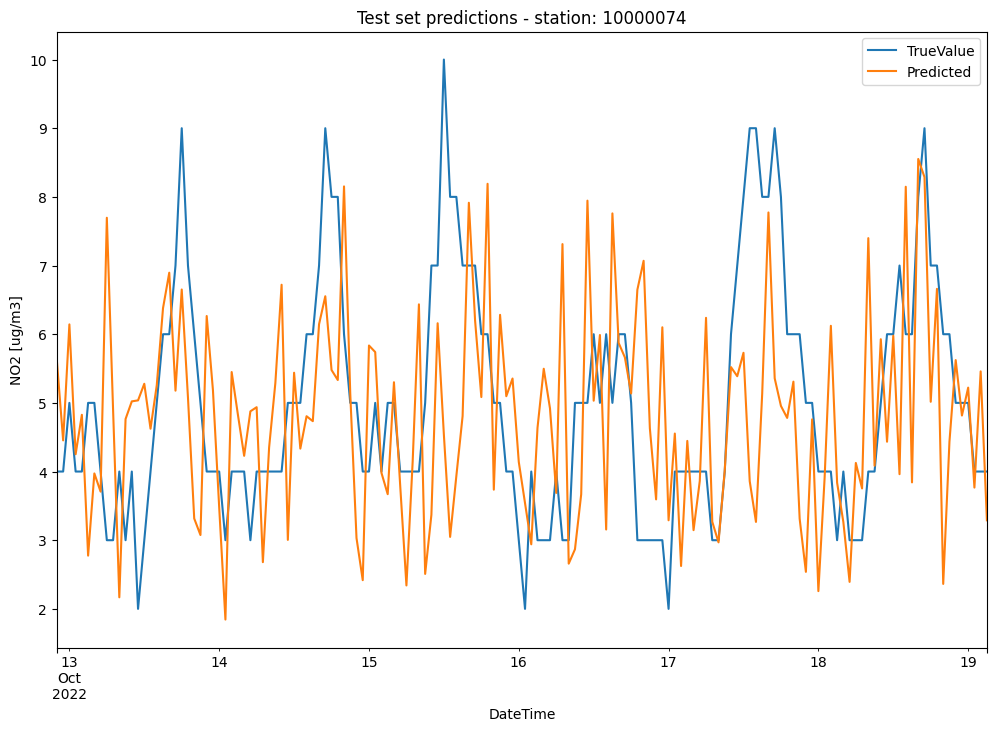 Test set predictions - station: 10000074
TrueValue
Predicted
10
9
8
7
6
5
4
3
2
NO2 [ug/m3]
13 14 15 16 17 18 19
Oct
2022
DateTime